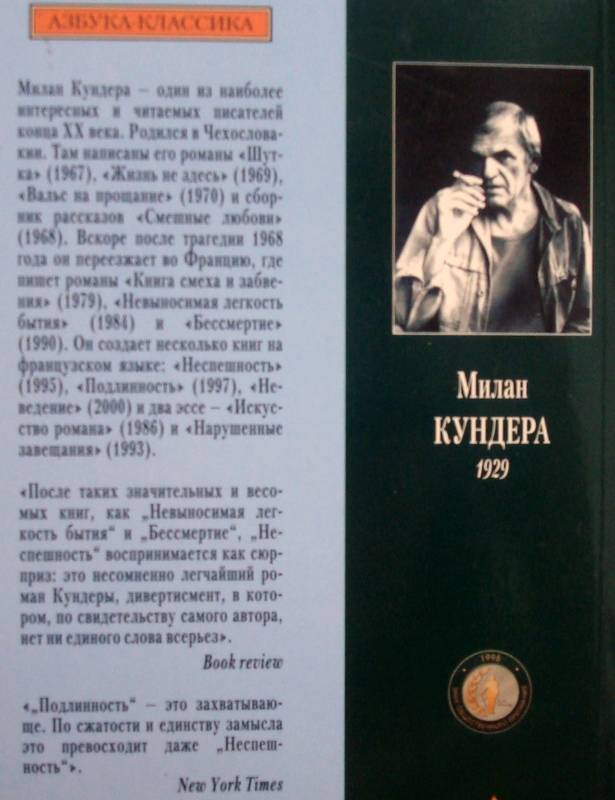 АЗБУКА-КЛАССИКА
Милан Кундера – один из наиболее
интересных и читаемых писателей
конца XX века. Родился в Чехослова-
кии. Там написаны его романы «Шут-
ка» (1967), «Жизнь не здесь» (1969),
«Вальс на прощание» (1970) и сбор-
ник рассказов «Смешные любови»
(1968). Вскоре после трагедии 1968
года он переезжает во Францию, где
пишет романы «Книга смеха и забве-
ния» (1979), «Невыносимая легкость
бытия» (1984) и «Бессмертие»
(1990). Он создает несколько книг на
французском языке: «Неспешность»
(1995), «Подлинность» (1997), «Не-
ведение» (2000) и два эссе – «Искус-
ство романа» (1986) и «Нарушенные
завещания» (1993).
«После таких значительных и весо-
мых книг, как „Невыносимая лег-
кость бытия“ и „Бессмертие“, „Не-
спешность“ воспринимается как сюр-
приз: это несомненно легчайший ро-
ман Кундеры, дивертисмент, в кото-
ром, по свидетельству самого автора,
нет ни единого слова всерьез».
Book review
«„Подлинность“ – это захватываю-
ще. По сжатости и единству замысла
это превосходит даже „Неспеш-
ность“».
New York Times
Милан
КУНДЕРА
1929
1998